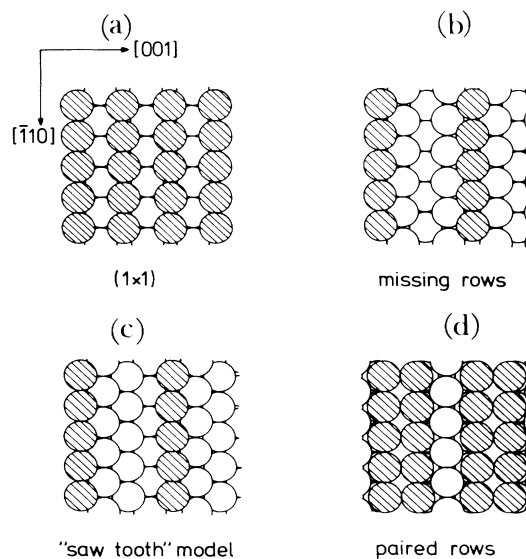 (a)
(b)
[001]
[1̄10]
(1×1)
missing rows
(c)
(d)
"saw tooth" model
paired rows